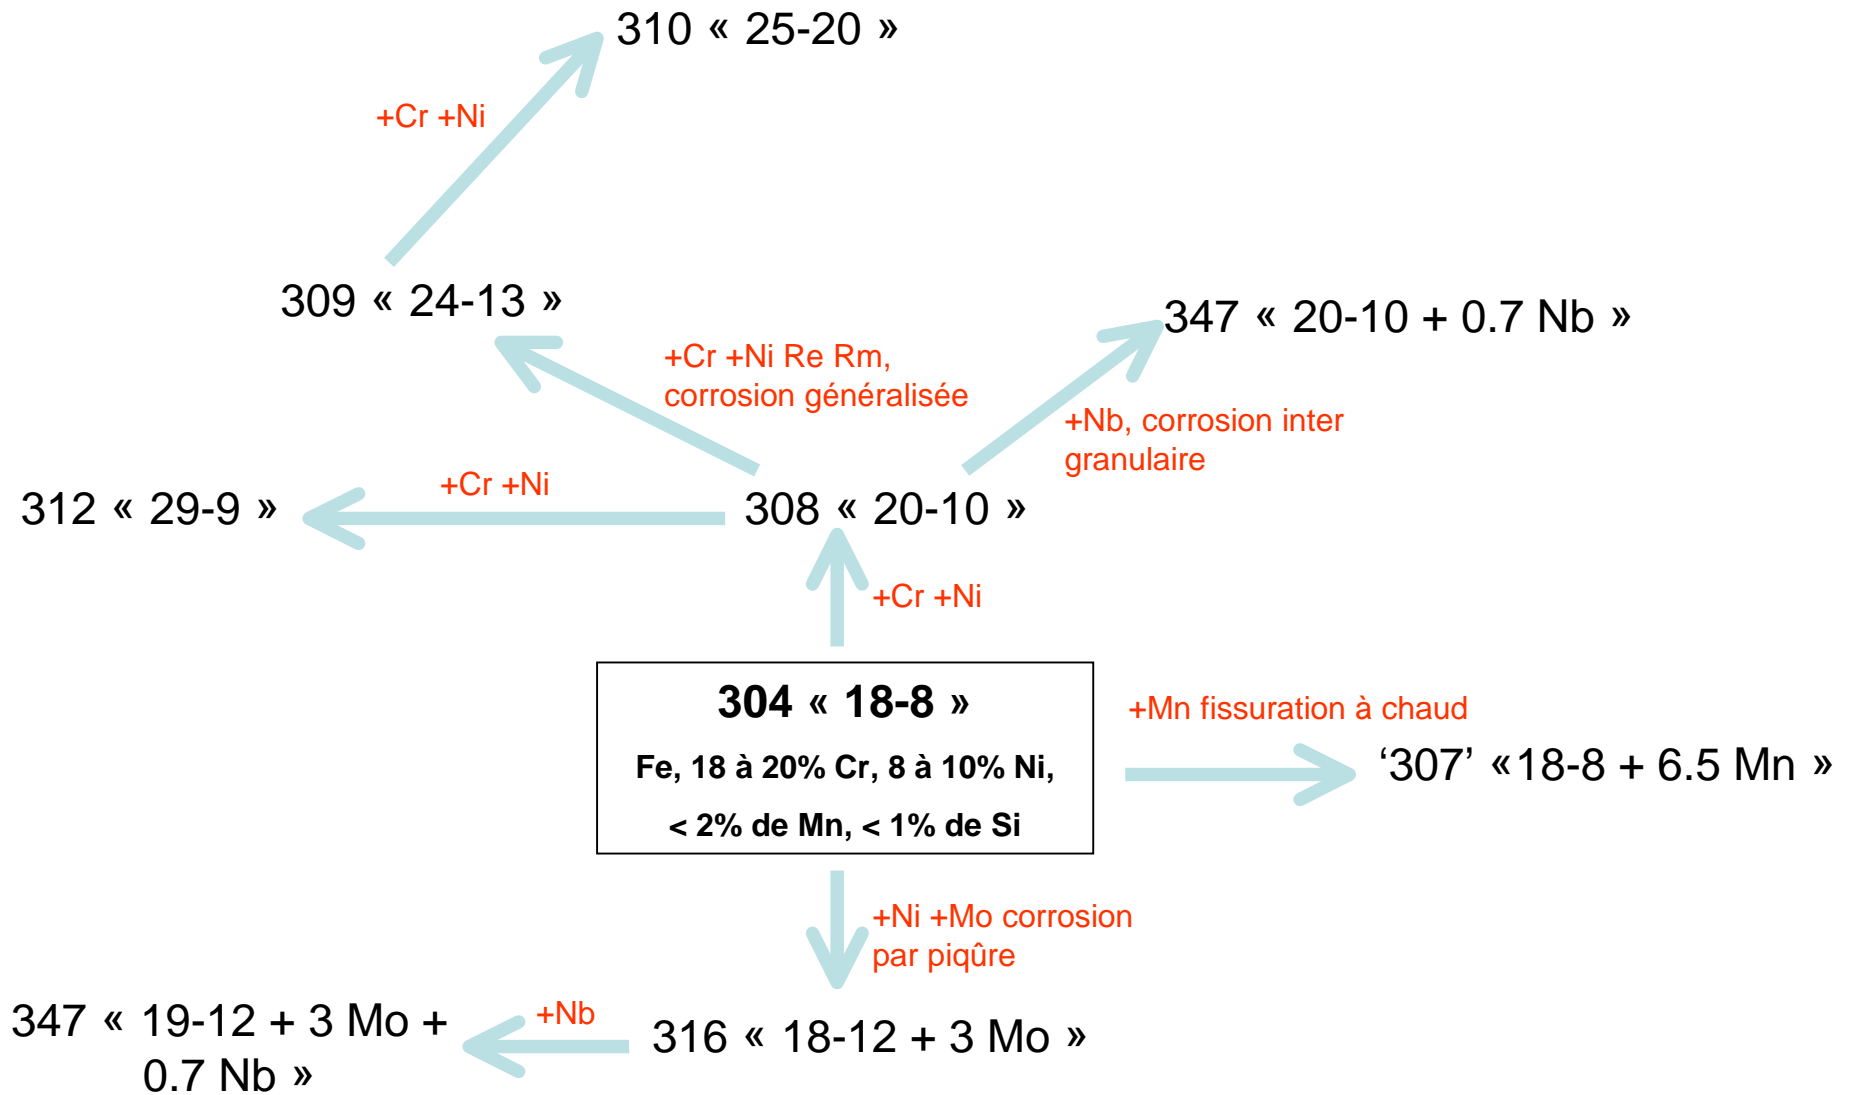 310 « 25-20 »
+Cr +Ni
309 « 24-13 »
347 « 20-10 + 0.7 Nb »
+Cr +Ni Re Rm,
corrosion généralisée
+Nb, corrosion inter
granulaire
+Cr +Ni
312 « 29-9 »
308 « 20-10 »
+Cr +Ni
304 « 18-8 »
Fe, 18 à 20% Cr, 8 à 10% Ni,
< 2% de Mn, < 1% de Si
+Mn fissuration à chaud
‘307’ «18-8 + 6.5 Mn »
+Ni +Mo corrosion
par piqûre
347 « 19-12 + 3 Mo +
0.7 Nb »
+Nb
316 « 18-12 + 3 Mo »